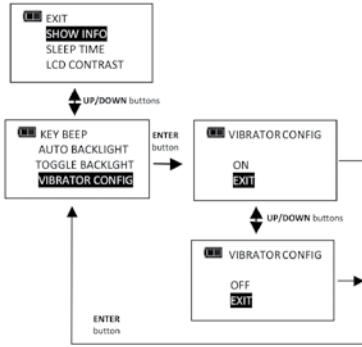 EXIT
SHOW INFO
SLEEP TIME
LCD CONTRAST
UP/DOWN buttons
KEY BEEP
AUTO BACKLIGHT
TOGGLE BACKLGHT
VIBRATOR CONFIG
ENTER
button
VIBRATOR CONFIG
ON
EXIT
UP/DOWN buttons
VIBRATOR CONFIG
OFF
EXIT
ENTER
button